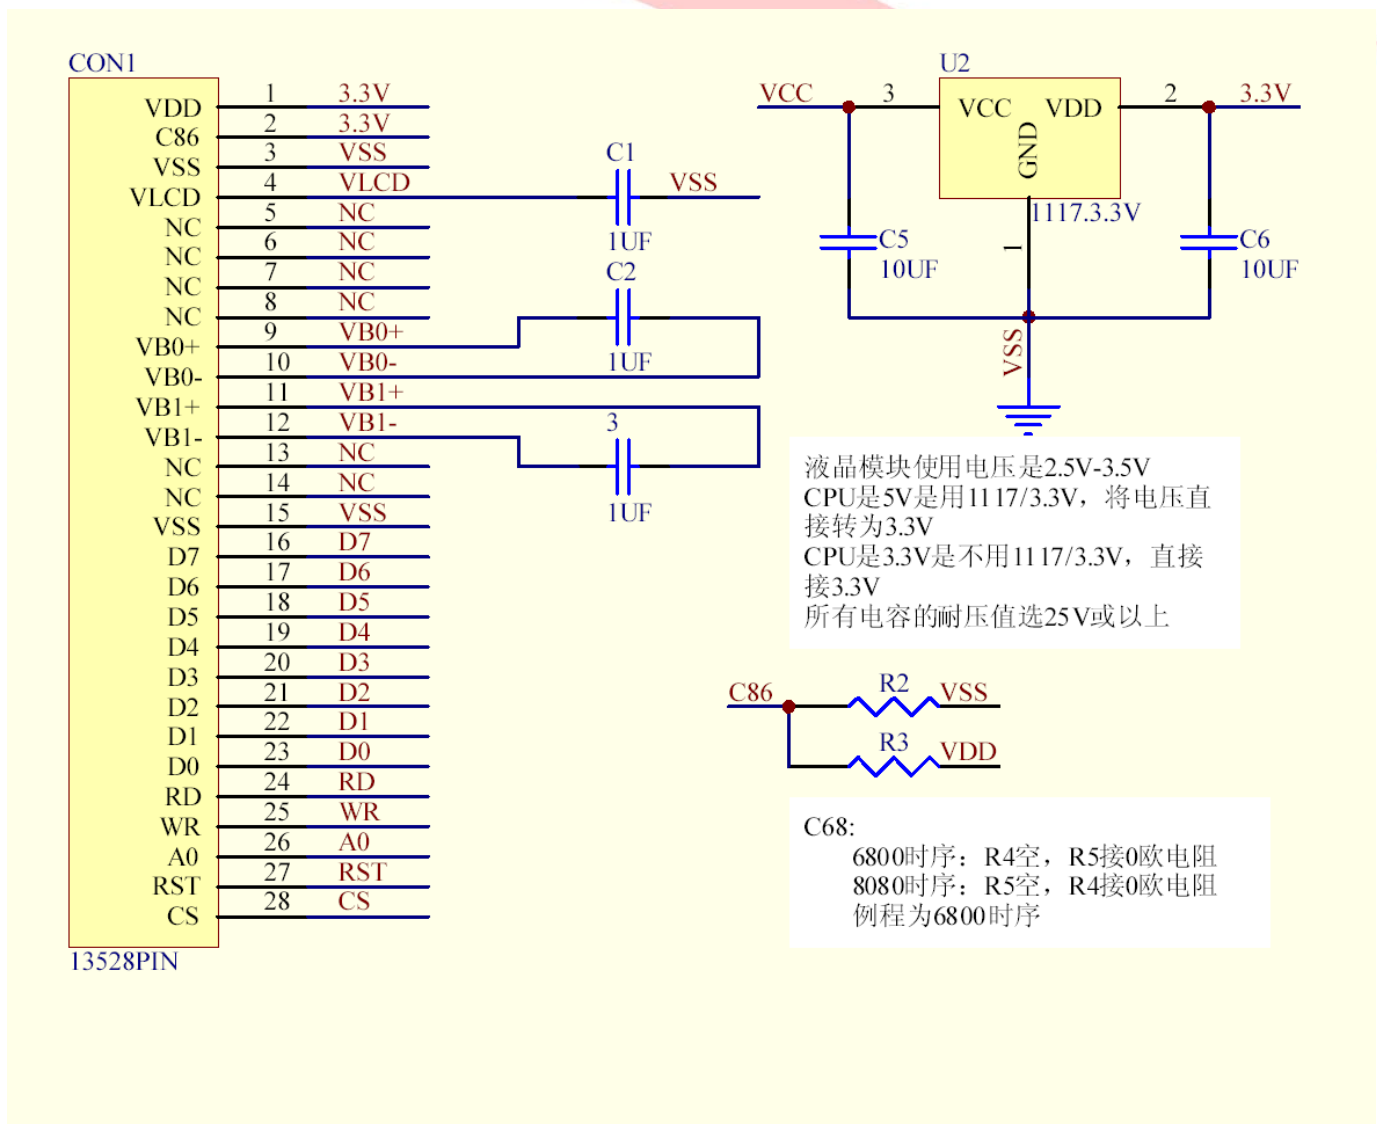 CON1
VDD 1 3.3V
C86 2 3.3V
VSS 3 VSS
VLCD 4 VLCD
NC 5 NC
NC 6 NC
NC 7 NC
NC 8 NC
VB0+ 9 VB0+
VB0- 10 VB0-
VB1+ 11 VB1+
VB1- 12 VB1-
NC 13 NC
NC 14 NC
VSS 15 VSS
D7 16 D7
D6 17 D6
D5 18 D5
D4 19 D4
D3 20 D3
D2 21 D2
D1 22 D1
D0 23 D0
RD 24 RD
WR 25 WR
A0 26 A0
RST 27 RST
CS 28 CS
13528PIN
C1
VSS
1UF
C2
1UF
3
1UF
U2
VCC 3 VCC VDD 2 3.3V
GND
1117.3.3V
1
C5
10UF
C6
10UF
VSS
液晶模块使用电压是2.5V-3.5V
CPU是5V是用1117/3.3V，将电压直
接转为3.3V
CPU是3.3V是不用1117/3.3V，直接
接3.3V
所有电容的耐压值选25V或以上
C86 R2 VSS
R3 VDD
C68:
6800时序：R4空，R5接0欧电阻
8080时序：R5空，R4接0欧电阻
例程为6800时序